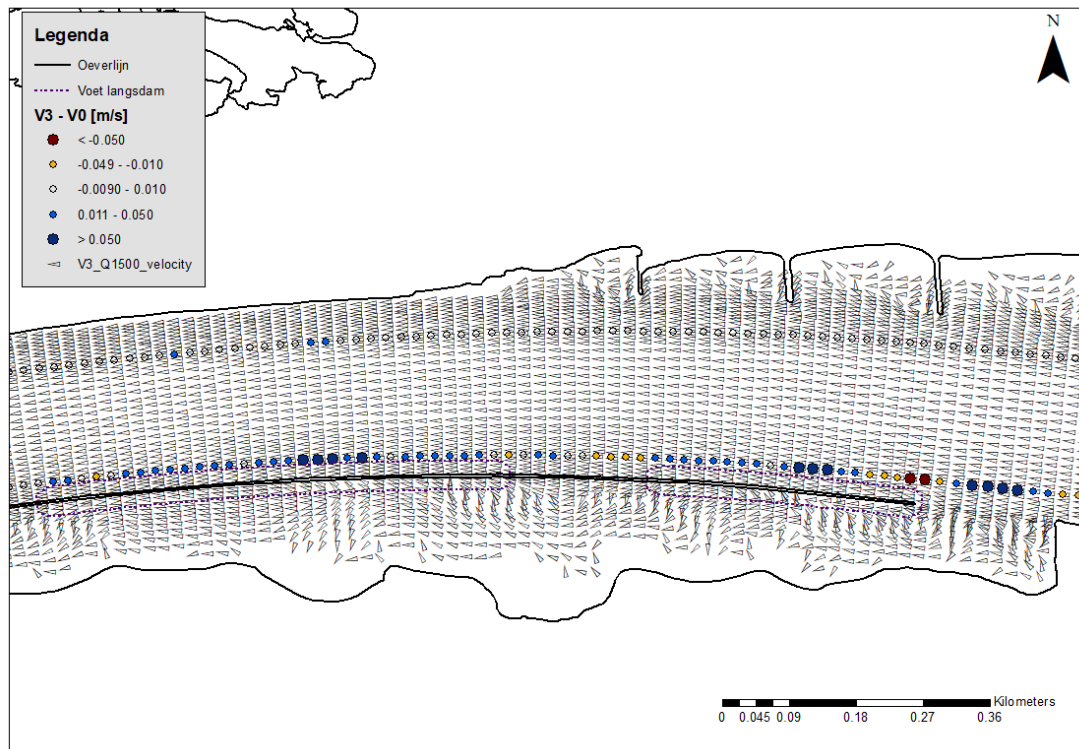 Legenda
Oeverlijn
Voet langsdam
V3 - V0 [m/s]
< -0.050
-0.049 - -0.010
-0.0090 - 0.010
0.011 - 0.050
> 0.050
V3_Q1500_velocity
N
Kilometers
0 0.045 0.09 0.18 0.27 0.36